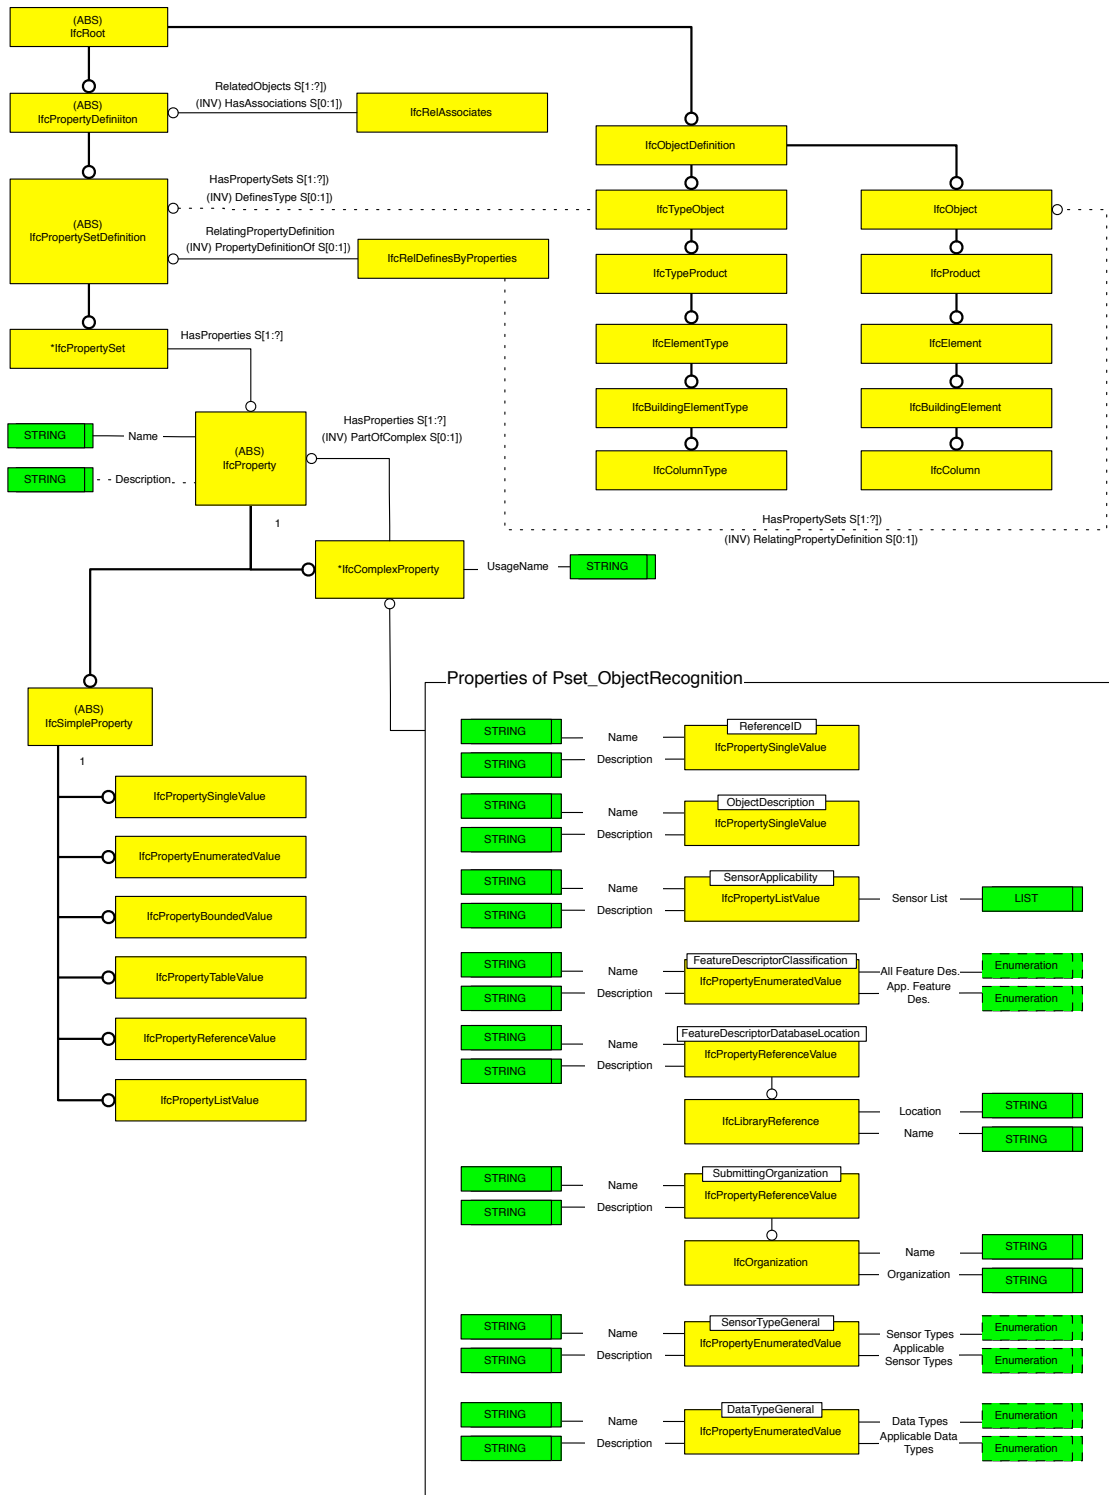 (ABS)
IfcRoot
(ABS)
IfcPropertyDefiniiton
RelatedObjects S[1:?])
(INV) HasAssociations S[0:1])
IfcRelAssociates
IfcObjectDefinition
(ABS)
IfcPropertySetDefinition
HasPropertySets S[1:?])
(INV) DefinesType S[0:1])
RelatingPropertyDefinition
(INV) PropertyDefinitionOf S[0:1])
IfcRelDefinesByProperties
IfcTypeObject
IfcObject
IfcTypeProduct
IfcProduct
*IfcPropertySet
HasProperties S[1:?]
IfcElementType
IfcElement
IfcBuildingElementType
IfcBuildingElement
IfcColumnType
IfcColumn
STRING
Name
STRING
Description
(ABS)
IfcProperty
HasProperties S[1:?]
(INV) PartOfComplex S[0:1])
1
HasPropertySets S[1:?])
(INV) RelatingPropertyDefinition S[0:1])
*IfcComplexProperty
UsageName
STRING
(ABS)
IfcSimpleProperty
1
IfcPropertySingleValue
IfcPropertyEnumeratedValue
IfcPropertyBoundedValue
IfcPropertyTableValue
IfcPropertyReferenceValue
IfcPropertyListValue
Properties of Pset_ObjectRecognition
STRING
Name
STRING
Description
ReferenceID
IfcPropertySingleValue
STRING
Name
STRING
Description
ObjectDescription
IfcPropertySingleValue
STRING
Name
STRING
Description
SensorApplicability
IfcPropertyListValue
Sensor List
LIST
STRING
Name
STRING
Description
FeatureDescriptorClassification
IfcPropertyEnumeratedValue
All Feature Des.
Enumeration
App. Feature
Des.
Enumeration
STRING
Name
STRING
Description
FeatureDescriptorDatabaseLocation
IfcPropertyReferenceValue
IfcLibraryReference
Location
STRING
Name
STRING
STRING
Name
STRING
Description
SubmittingOrganization
IfcPropertyReferenceValue
IfcOrganization
Name
STRING
Organization
STRING
STRING
Name
STRING
Description
SensorTypeGeneral
IfcPropertyEnumeratedValue
Sensor Types
Enumeration
Applicable
Sensor Types
Enumeration
STRING
Name
STRING
Description
DataTypeGeneral
IfcPropertyEnumeratedValue
Data Types
Enumeration
Applicable Data
Types
Enumeration